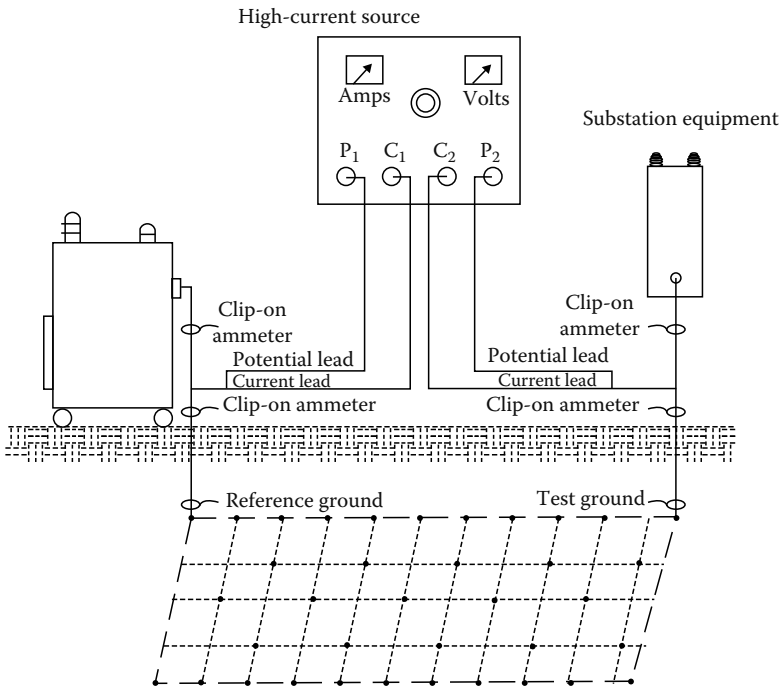 High-current source
Amps
Volts
Substation equipment
P1
C1
C2
P2
Clip-on
ammeter
Clip-on
ammeter
Potential lead
Current lead
Potential lead
Current lead
Clip-on ammeter
Clip-on ammeter
Reference ground
Test ground